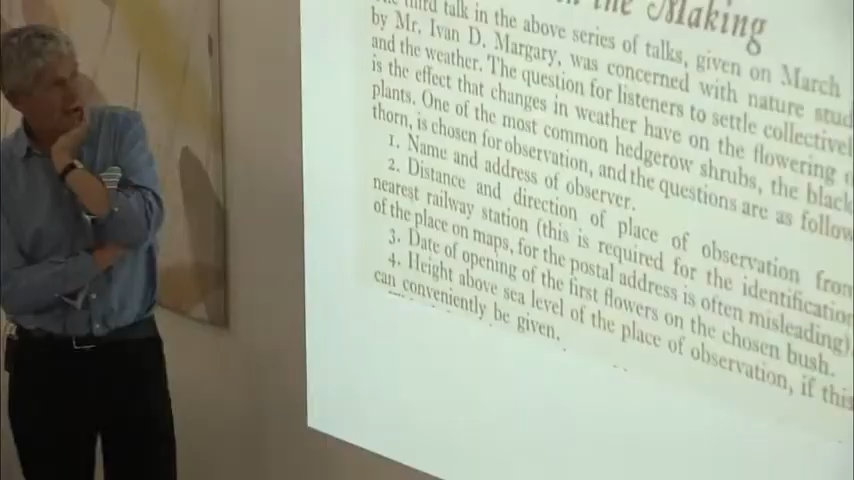 the Making
third talk in the above series of talks, given on March
by Mr. Ivan D. Margary, was concerned with nature stud
and the weather. The question for listeners to settle collectivel
is the effect that changes in weather have on the flowering
plants. One of the most common hedgerow shrubs, the black
thorn, is chosen for observation, and the questions are as follow
1. Name and address of observer.
2. Distance and direction of place of observation from
nearest railway station (this is required for the identification
of the place on maps, for the postal address is often misleading)
3. Date of opening of the first flowers on the chosen bush.
4. Height above sea level of the place of observation, if this
can conveniently be given.